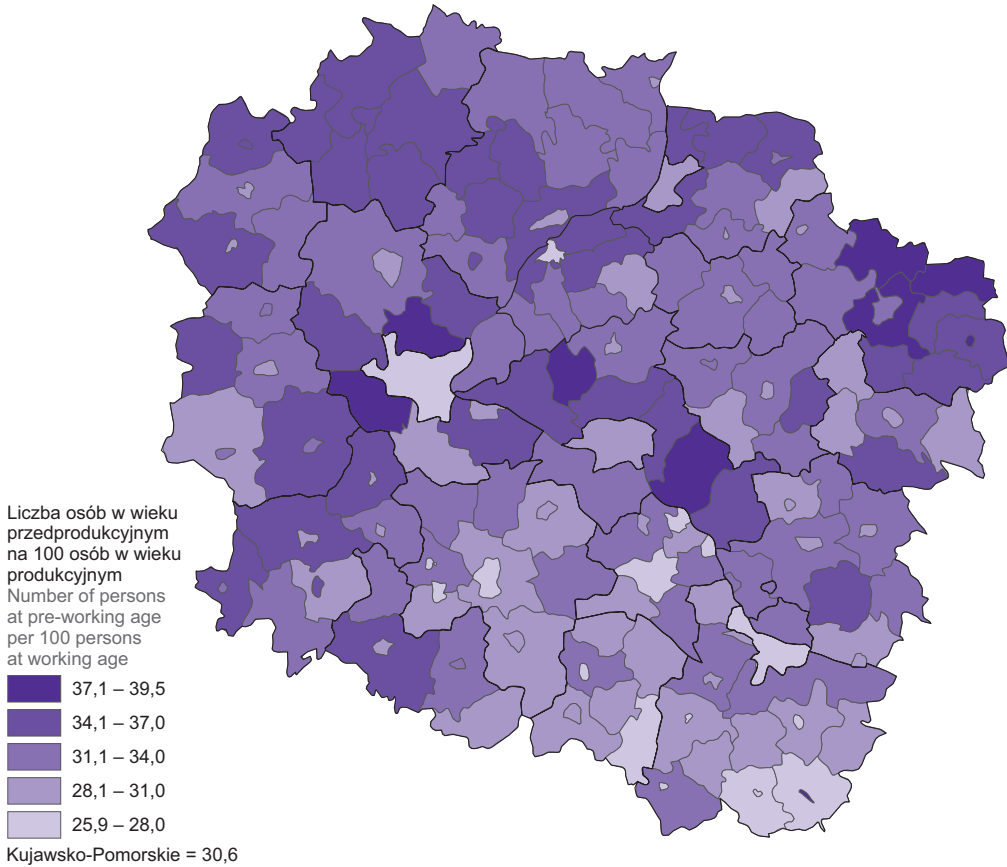 Liczba osób w wieku
przedprodukcyjnym
na 100 osób w wieku
produkcyjnym
Number of persons
at pre-working age
per 100 persons
at working age
37,1 – 39,5
34,1 – 37,0
31,1 – 34,0
28,1 – 31,0
25,9 – 28,0
Kujawsko-Pomorskie = 30,6